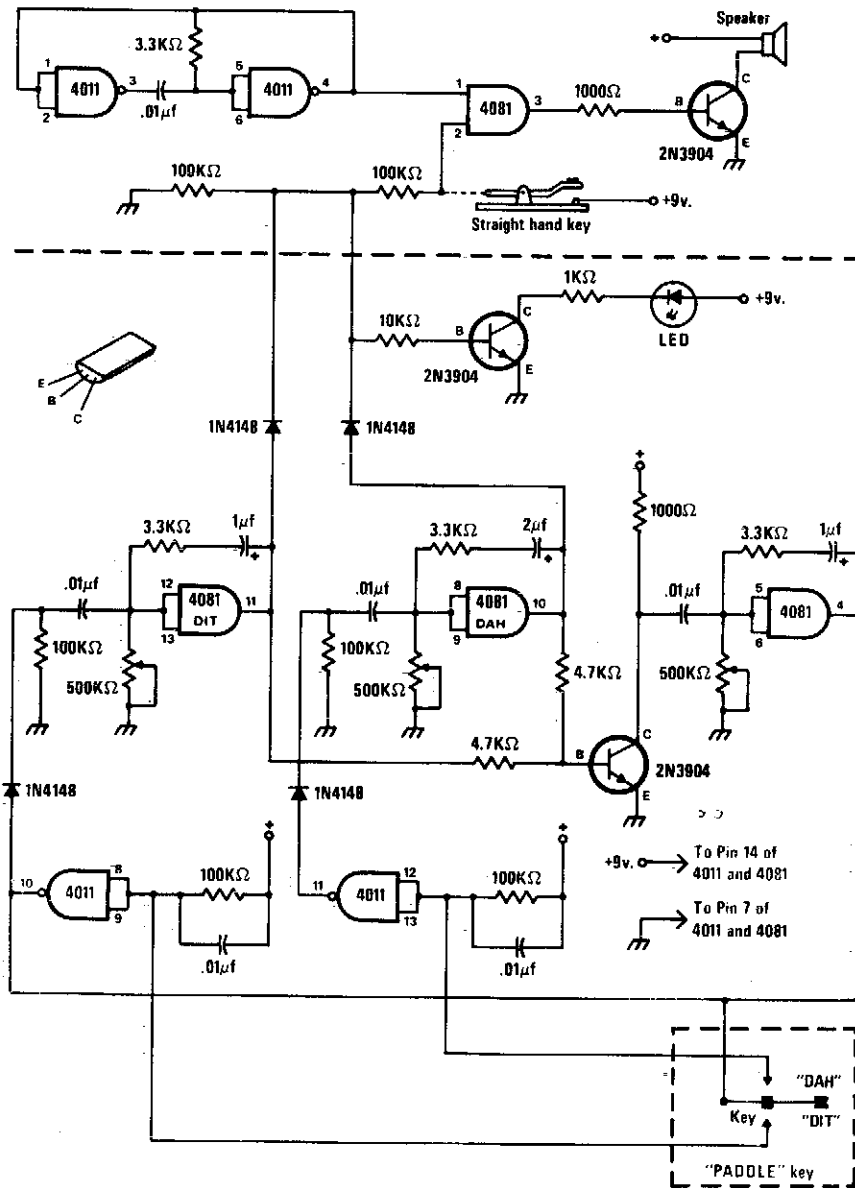 Speaker
+
3.3KΩ
1
4011
2
3
.01μf
5
4011
6
4
1
4081
2
3
1000Ω
B
C
E
2N3904
100KΩ
100KΩ
+9v.
Straight hand key
1KΩ
+9v.
LED
10KΩ
B
C
E
2N3904
E
B
C
1N4148
1N4148
+
1000Ω
3.3KΩ
1μf
+
.01μf
12
4081
DIT
13
11
100KΩ
500KΩ
3.3KΩ
2μf
+
.01μf
8
4081
DAH
9
10
100KΩ
500KΩ
4.7KΩ
3.3KΩ
1μf
+
.01μf
5
4081
6
4
500KΩ
4.7KΩ
B
C
E
2N3904
1N4148
1N4148
+
10
4011
8
9
100KΩ
.01μf
+
11
4011
12
13
100KΩ
.01μf
+9v.
To Pin 14 of
4011 and 4081
To Pin 7 of
4011 and 4081
"DAH"
Key
"DIT"
"PADDLE" key